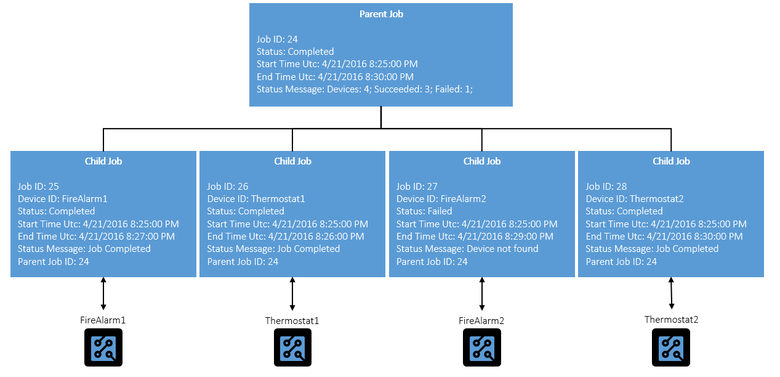 Parent Job
Job ID: 24
Status: Completed
Start Time Utc: 4/21/2016 8:25:00 PM
End Time Utc: 4/21/2016 8:30:00 PM
Status Message: Devices: 4; Succeeded: 3; Failed: 1;
Child Job
Job ID: 25
Device ID: FireAlarm1
Status: Completed
Start Time Utc: 4/21/2016 8:25:00 PM
End Time Utc: 4/21/2016 8:27:00 PM
Status Message: Job Completed
Parent Job ID: 24
Child Job
Job ID: 26
Device ID: Thermostat1
Status: Completed
Start Time Utc: 4/21/2016 8:25:00 PM
End Time Utc: 4/21/2016 8:26:00 PM
Status Message: Job Completed
Parent Job ID: 24
Child Job
Job ID: 27
Device ID: FireAlarm2
Status: Failed
Start Time Utc: 4/21/2016 8:25:00 PM
End Time Utc: 4/21/2016 8:29:00 PM
Status Message: Device not found
Parent Job ID: 24
Child Job
Job ID: 28
Device ID: Thermostat2
Status: Completed
Start Time Utc: 4/21/2016 8:25:00 PM
End Time Utc: 4/21/2016 8:30:00 PM
Status Message: Job Completed
Parent Job ID: 24
FireAlarm1
Thermostat1
FireAlarm2
Thermostat2